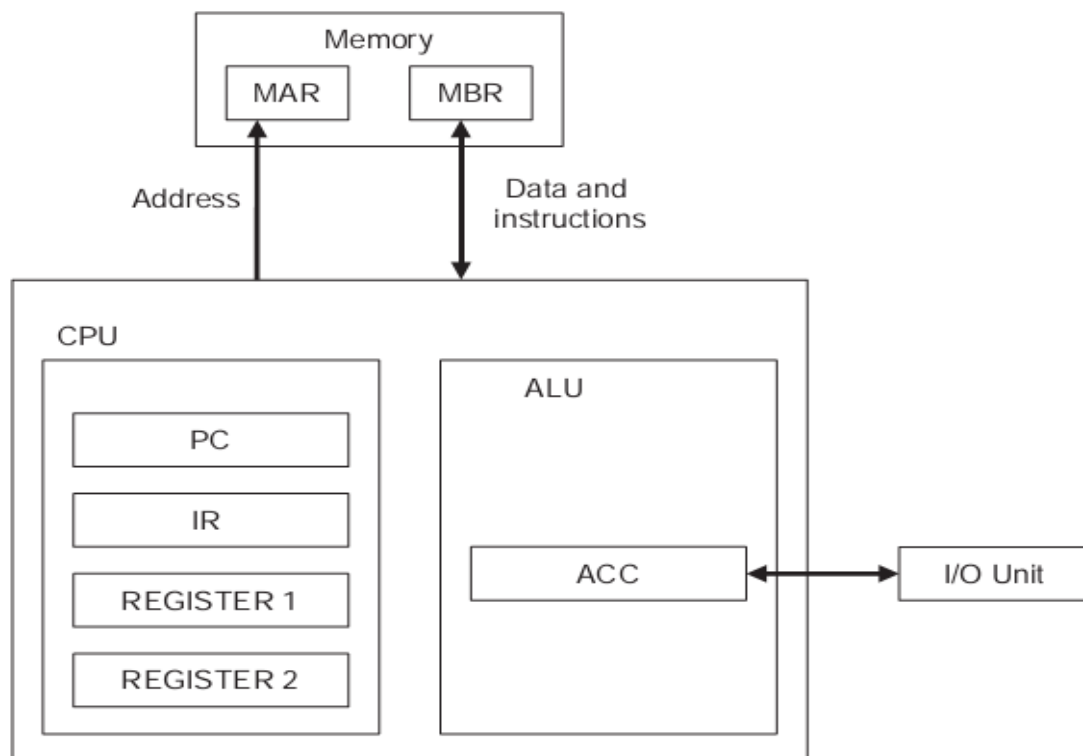 Memory
MAR
MBR
Address
Data and
instructions
CPU
ALU
PC
IR
REGISTER 1
REGISTER 2
ACC
I/O Unit